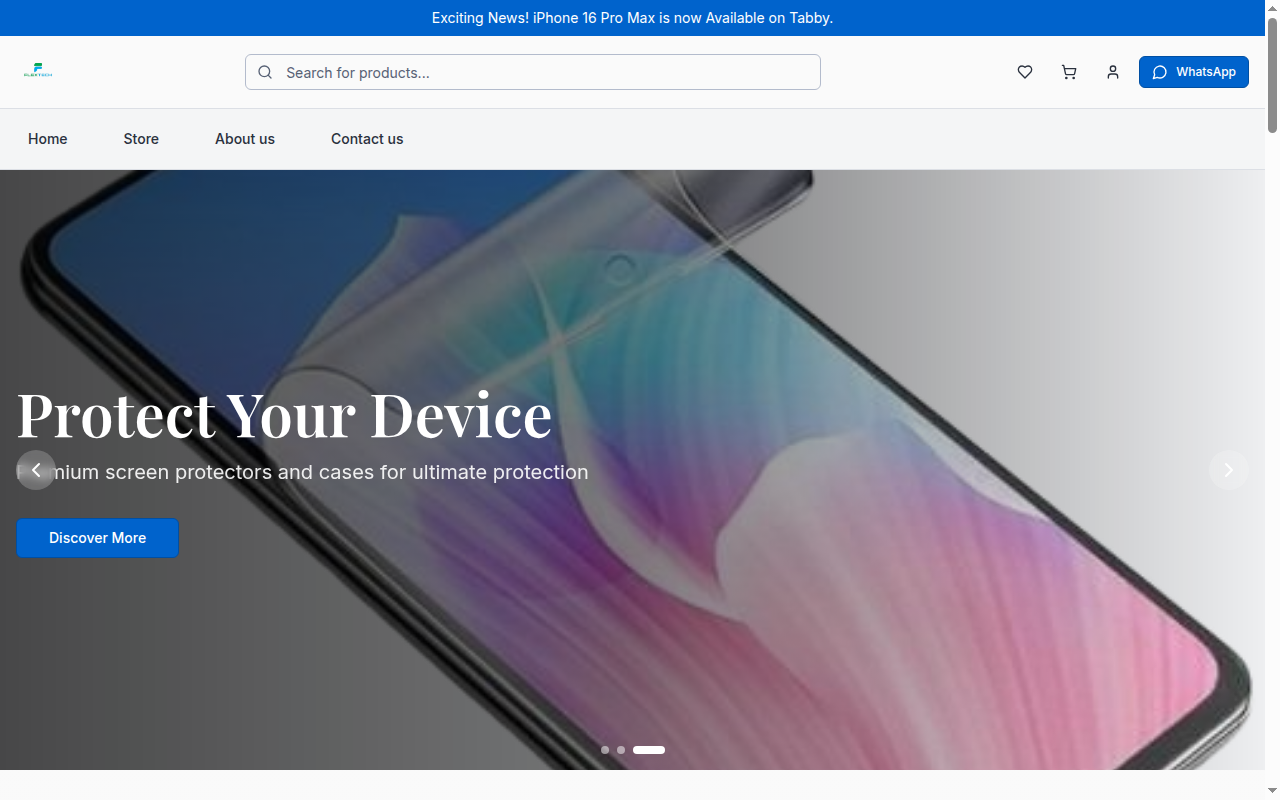 Exciting News! iPhone 16 Pro Max is now Available on Tabby.
FLEXTECH
Search for products...
WhatsApp
Home
Store
About us
Contact us
Protect Your Device
mium screen protectors and cases for ultimate protection
Discover More